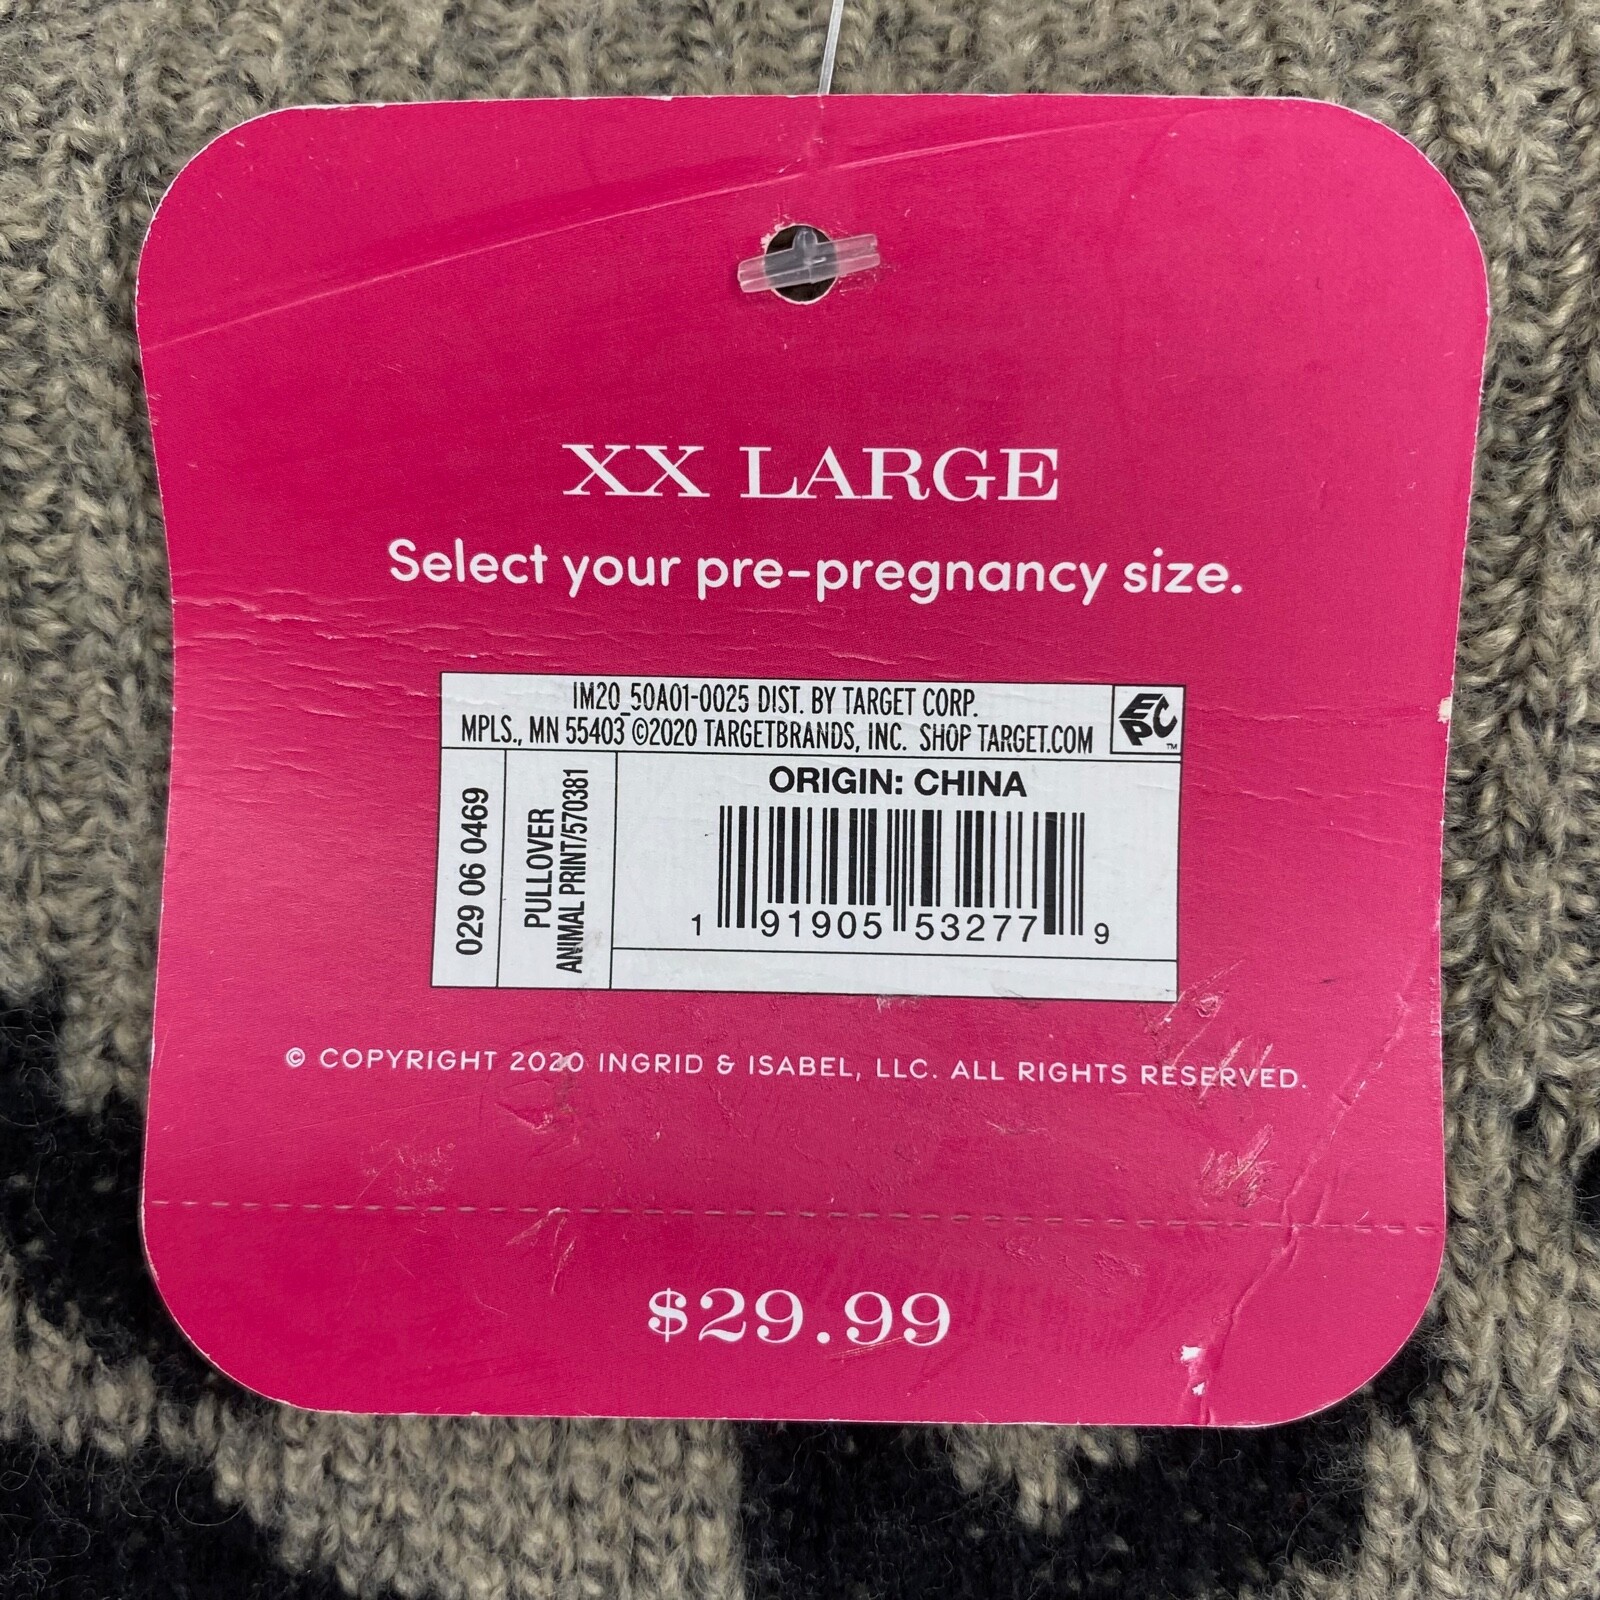 XX LARGE
Select your pre-pregnancy size.
IM20_50A01-0025 DIST. BY TARGET CORP.
MPLS., MN 55403 ©2020 TARGETBRANDS, INC. SHOP TARGET.COM
EPC™
029 06 0469
PULLOVER
ANIMAL PRINT/570381
ORIGIN: CHINA
1 91905 53277 9
© COPYRIGHT 2020 INGRID & ISABEL, LLC. ALL RIGHTS RESERVED.
$29.99